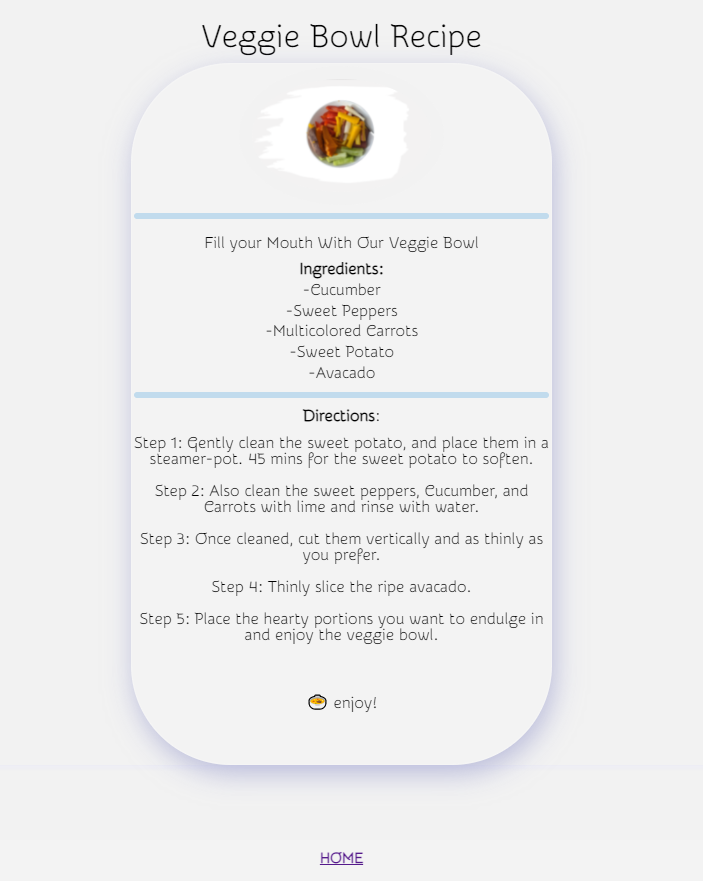 Veggie Bowl Recipe
Fill your Mouth With Our Veggie Bowl
Ingredients:
-Cucumber
-Sweet Peppers
-Multicolored Carrots
-Sweet Potato
-Avacado
Directions:
Step 1: Gently clean the sweet potato, and place them in a
steamer-pot. 45 mins for the sweet potato to soften.
Step 2: Also clean the sweet peppers, Cucumber, and
Carrots with lime and rinse with water.
Step 3: Once cleaned, cut them vertically and as thinly as
you prefer.
Step 4: Thinly slice the ripe avacado.
Step 5: Place the hearty portions you want to endulge in
and enjoy the veggie bowl.
🍲 enjoy!
HOME